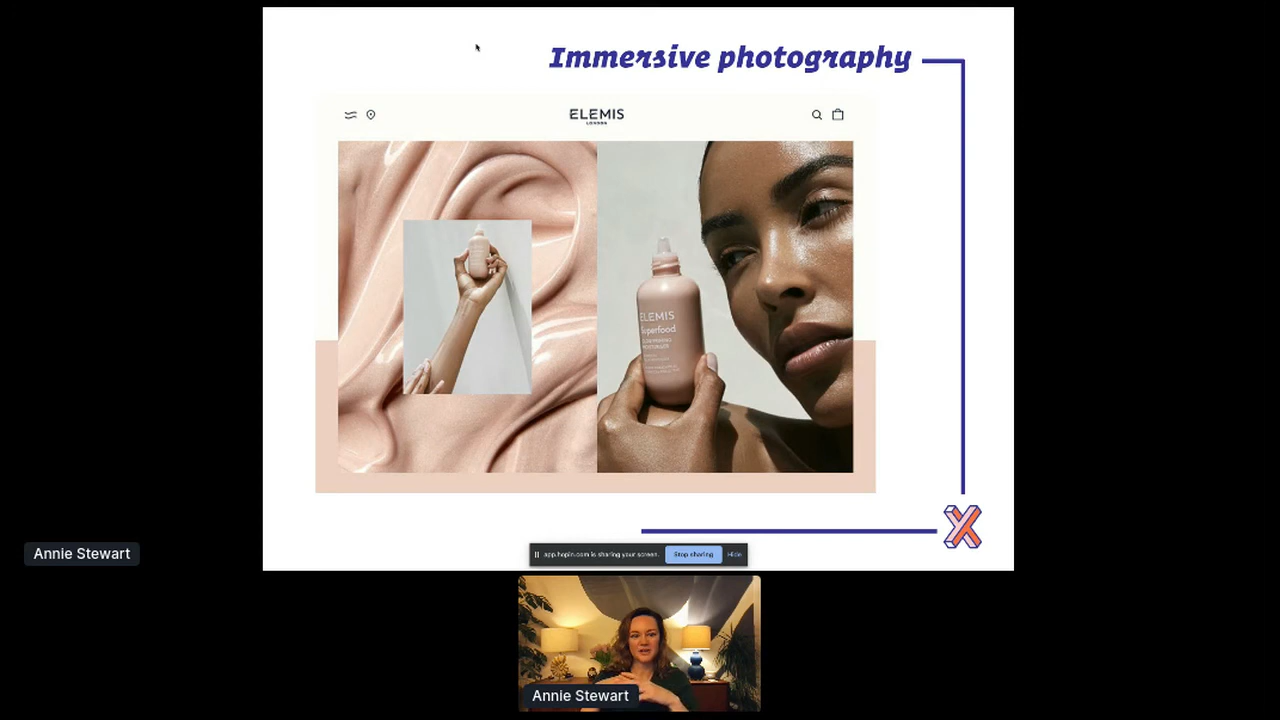 Immersive photography
ELEMIS
LONDON
ELEMIS
Superfood
Annie Stewart
app.hopin.com is sharing your screen.
Stop sharing
Hide
Annie Stewart